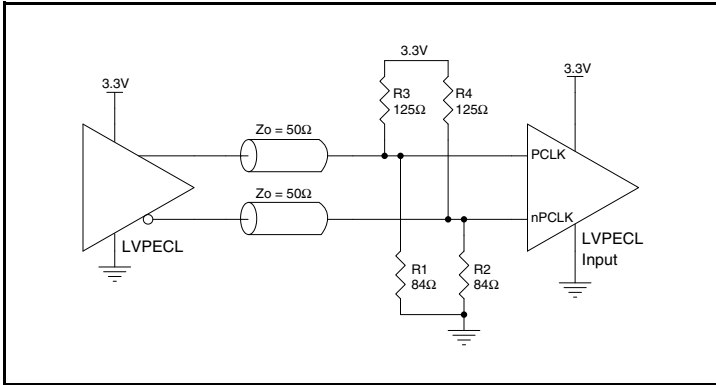 3.3V
R3
125Ω
R4
125Ω
3.3V
3.3V
Zo = 50Ω
PCLK
Zo = 50Ω
nPCLK
LVPECL
LVPECL
Input
R1
84Ω
R2
84Ω